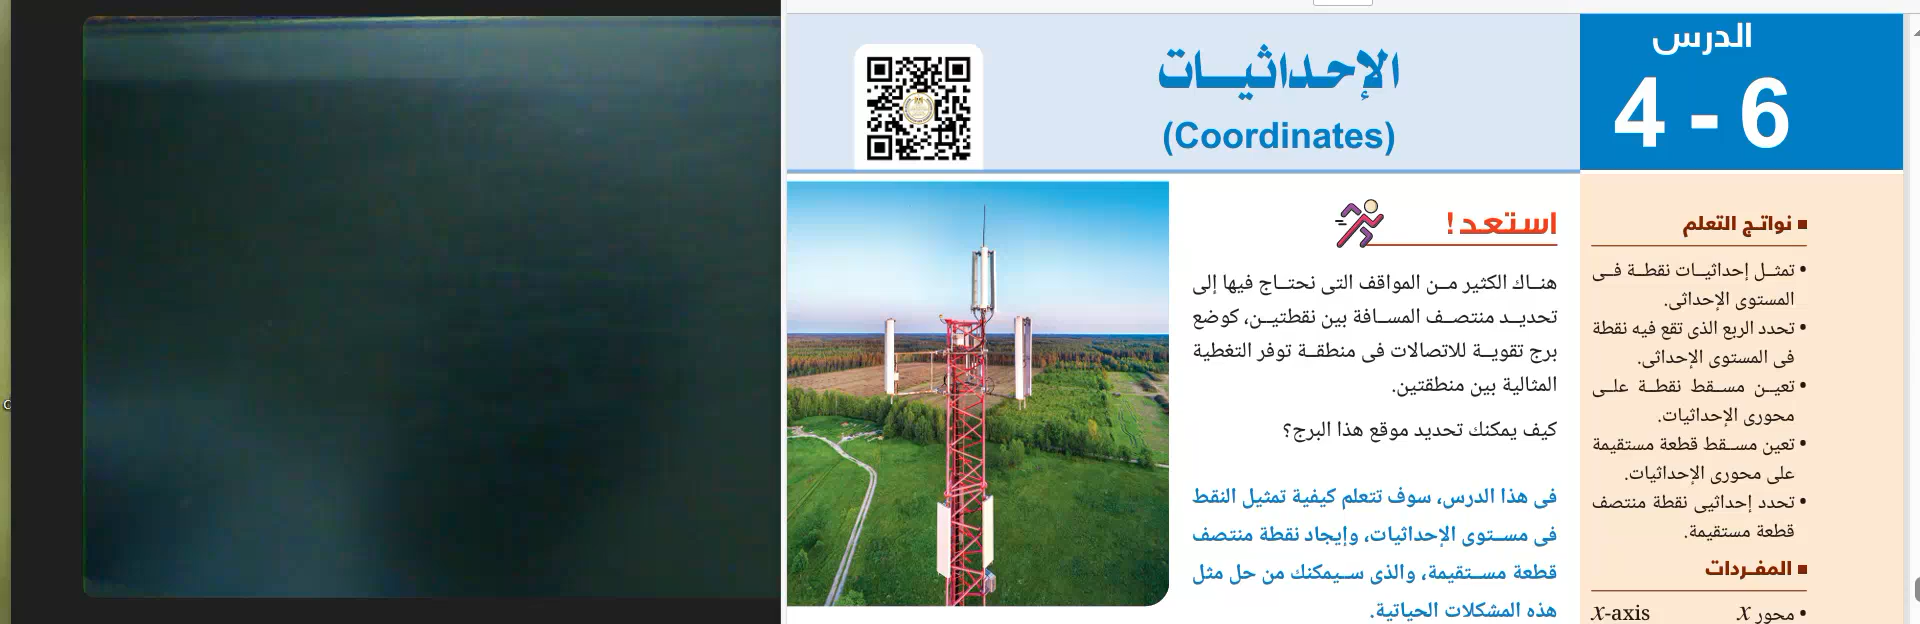 الدرس
4 - 6
الإحداثيات
(Coordinates)
استعد!
هناك الكثير من المواقف التى نحتاج فيها إلى
تحديد منتصف المسافة بين نقطتين، كوضع
برج تقوية للاتصالات فى منطقة توفر التغطية
المثالية بين منطقتين.
كيف يمكنك تحديد موقع هذا البرج؟
فى هذا الدرس، سوف تتعلم كيفية تمثيل النقط
فى مستوى الإحداثيات، وإيجاد نقطة منتصف
قطعة مستقيمة، والذى سيمكنك من حل مثل
هذه المشكلات الحياتية.
نواتج التعلم
• تمثل إحداثيات نقطة فى
المستوى الإحداثى.
• تحدد الربع الذى تقع فيه نقطة
فى المستوى الإحداثى.
• تعين مسقط نقطة على
محورى الإحداثيات.
• تعين مسقط قطعة مستقيمة
على محورى الإحداثيات.
• تحدد إحداثيى نقطة منتصف
قطعة مستقيمة.
المفردات
• محور x x-axis